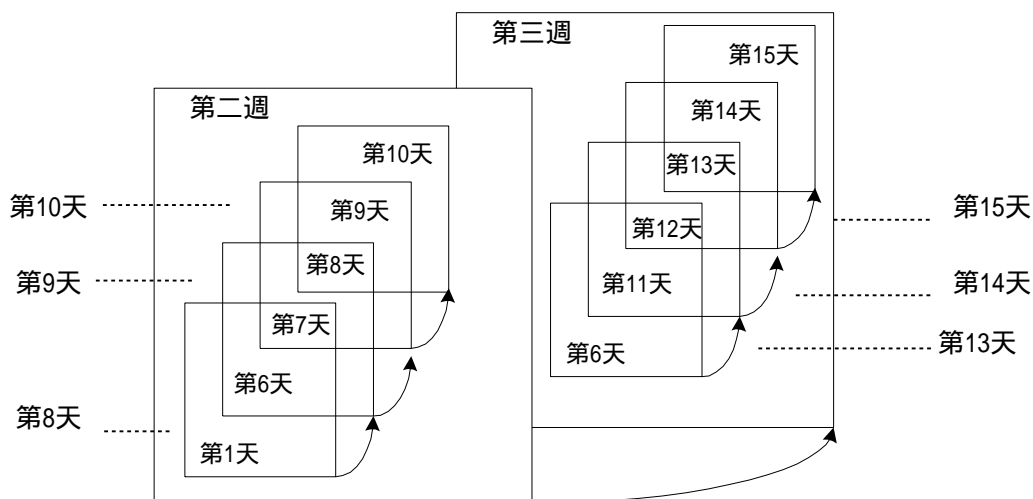 第三週
第15天
第14天
第13天
第12天
第11天
第6天
第二週
第10天
第9天
第8天
第7天
第6天
第1天
第10天
第9天
第8天
第15天
第14天
第13天